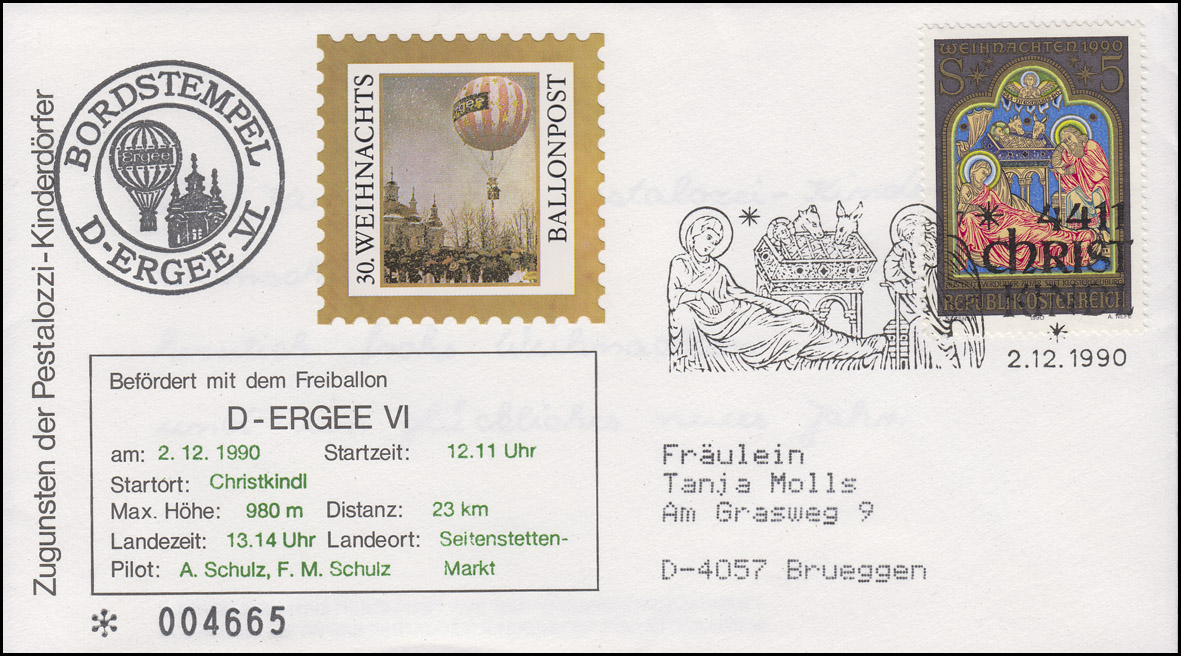 Zugunsten der Pestalozzi-Kinderdörfer
BORDSTEMPEL
Ergee
D-ERGEE VI
30. WEIHNACHTS
BALLONPOST
ergee
WEIHNACHTEN 1990
S 5
REPUBLIK ÖSTERREICH
1990
4411
CHRIST
KINDL
2.12.1990
Befördert mit dem Freiballon
D-ERGEE VI
am: 2. 12. 1990 Startzeit: 12.11 Uhr
Startort: Christkindl
Max. Höhe: 980 m Distanz: 23 km
Landezeit: 13.14 Uhr Landeort: Seitenstetten-
Pilot: A. Schulz, F. M. Schulz Markt
* 004665
Fräulein
Tanja Molls
Am Grasweg 9
D-4057 Brueggen